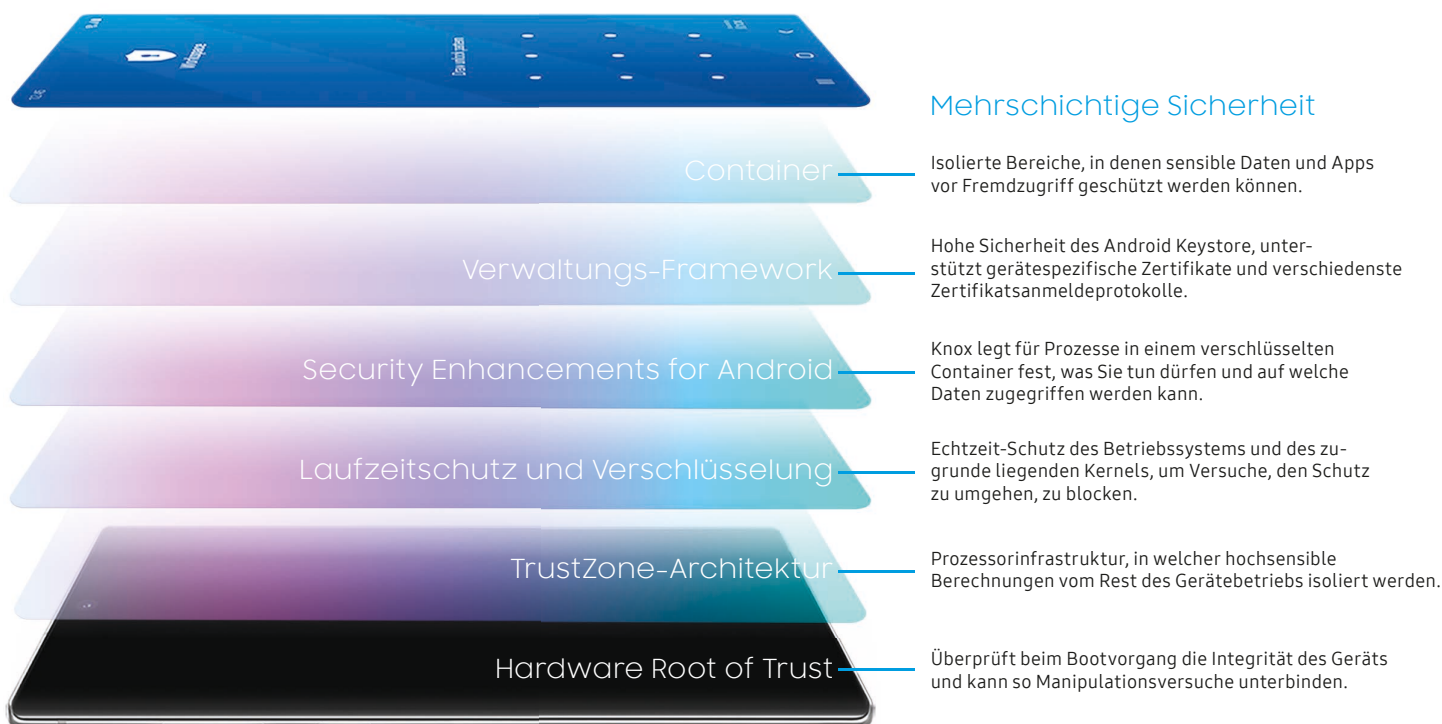 Workspace
Draw unlock pattern
Mehrschichtige Sicherheit
Container
Isolierte Bereiche, in denen sensible Daten und Apps
vor Fremdzugriff geschützt werden können.
Verwaltungs-Framework
Hohe Sicherheit des Android Keystore, unter-
stützt gerätespezifische Zertifikate und verschiedenste
Zertifikatsanmeldeprotokolle.
Security Enhancements for Android
Knox legt für Prozesse in einem verschlüsselten
Container fest, was Sie tun dürfen und auf welche
Daten zugegriffen werden kann.
Laufzeitschutz und Verschlüsselung
Echtzeit-Schutz des Betriebssystems und des zu-
grunde liegenden Kernels, um Versuche, den Schutz
zu umgehen, zu blocken.
TrustZone-Architektur
Prozessorinfrastruktur, in welcher hochsensible
Berechnungen vom Rest des Gerätebetriebs isoliert werden.
Hardware Root of Trust
Überprüft beim Bootvorgang die Integrität des Geräts
und kann so Manipulationsversuche unterbinden.